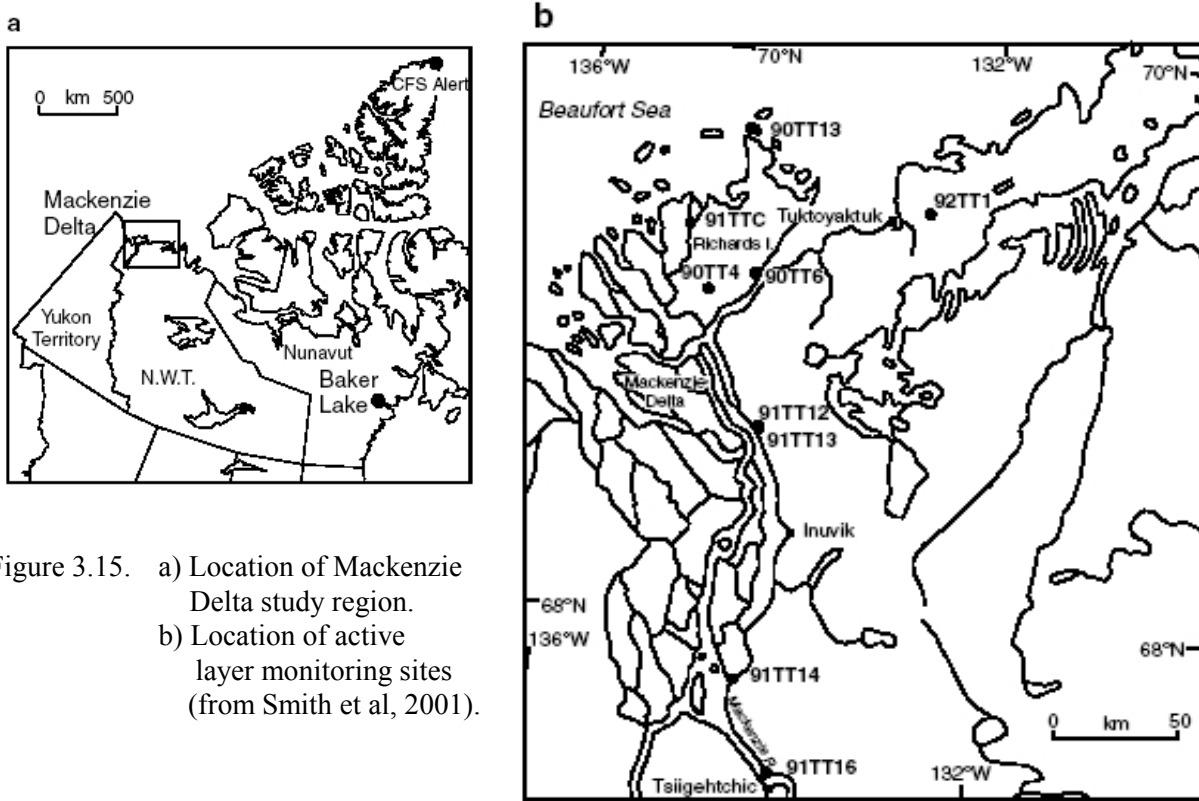 a
0 km 500
CFS Alert
Mackenzie
Delta
Yukon
Territory
N.W.T.
Nunavut
Baker
Lake
igure 3.15. a) Location of Mackenzie
Delta study region.
b) Location of active
layer monitoring sites
(from Smith et al, 2001).
b
136°W
70°N
132°W
70°N
Beaufort Sea
90TT13
91TTC
Tuktoyaktuk
92TT1
Richards I.
90TT4
90TT6
Mackenzie
Delta
91TT12
91TT13
Inuvik
68°N
136°W
68°N
91TT14
0 km 50
Mackenzie R.
91TT16
132°W
Tsiigehtchic